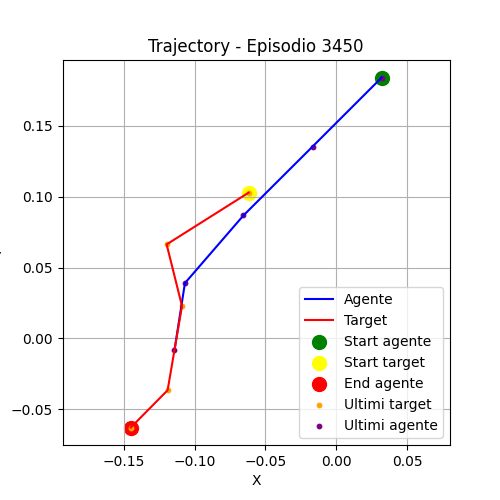 Trajectory - Episodio 3450
0.15
0.10
0.05
0.00
−0.05
−0.15
−0.10
−0.05
0.00
0.05
X
Agente
Target
Start agente
Start target
End agente
Ultimi target
Ultimi agente